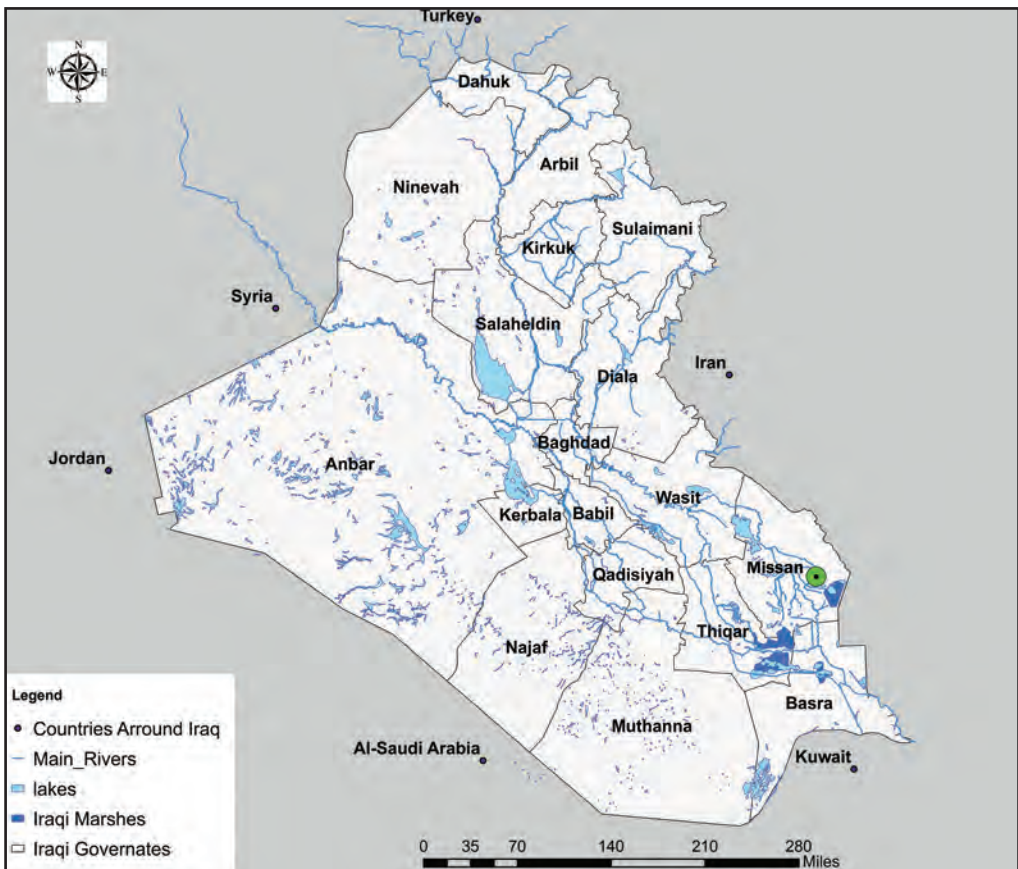 Turkey
N
W E
S
Dahuk
Arbil
Ninevah
Sulaimani
Kirkuk
Syria
Salaheldin
Iran
Diala
Baghdad
Jordan
Anbar
Wasit
Kerbala
Babil
Missan
Qadisiyah
Thiqar
Najaf
Basra
Muthanna
Al-Saudi Arabia
Kuwait
Legend
Countries Arround Iraq
Main_Rivers
lakes
Iraqi Marshes
Iraqi Governates
0 35 70 140 210 280
Miles